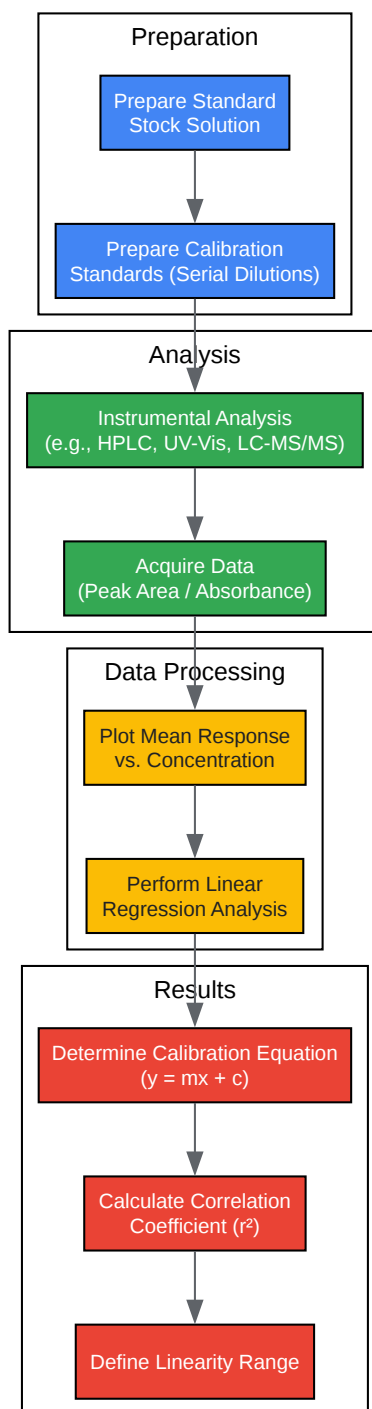 Preparation
Prepare Standard
Stock Solution
Prepare Calibration
Standards (Serial Dilutions)
Analysis
Instrumental Analysis
(e.g., HPLC, UV-Vis, LC-MS/MS)
Acquire Data
(Peak Area / Absorbance)
Data Processing
Plot Mean Response
vs. Concentration
Perform Linear
Regression Analysis
Results
Determine Calibration Equation
(y = mx + c)
Calculate Correlation
Coefficient (r²)
Define Linearity Range